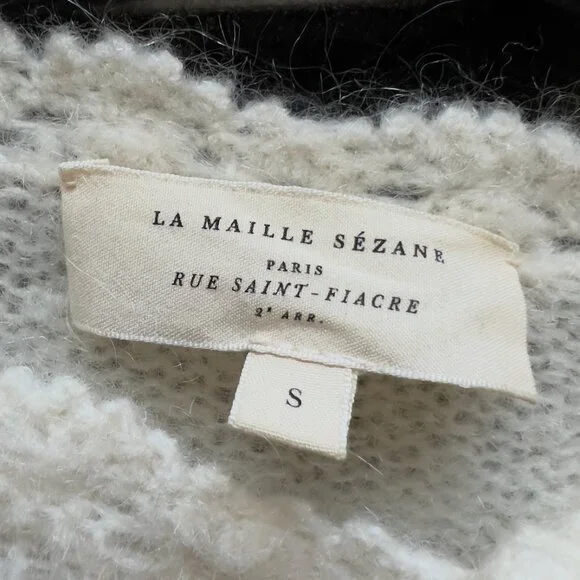 LA MAILLE SÉZANE
PARIS
RUE SAINT-FIACRE
2E ARR.
S